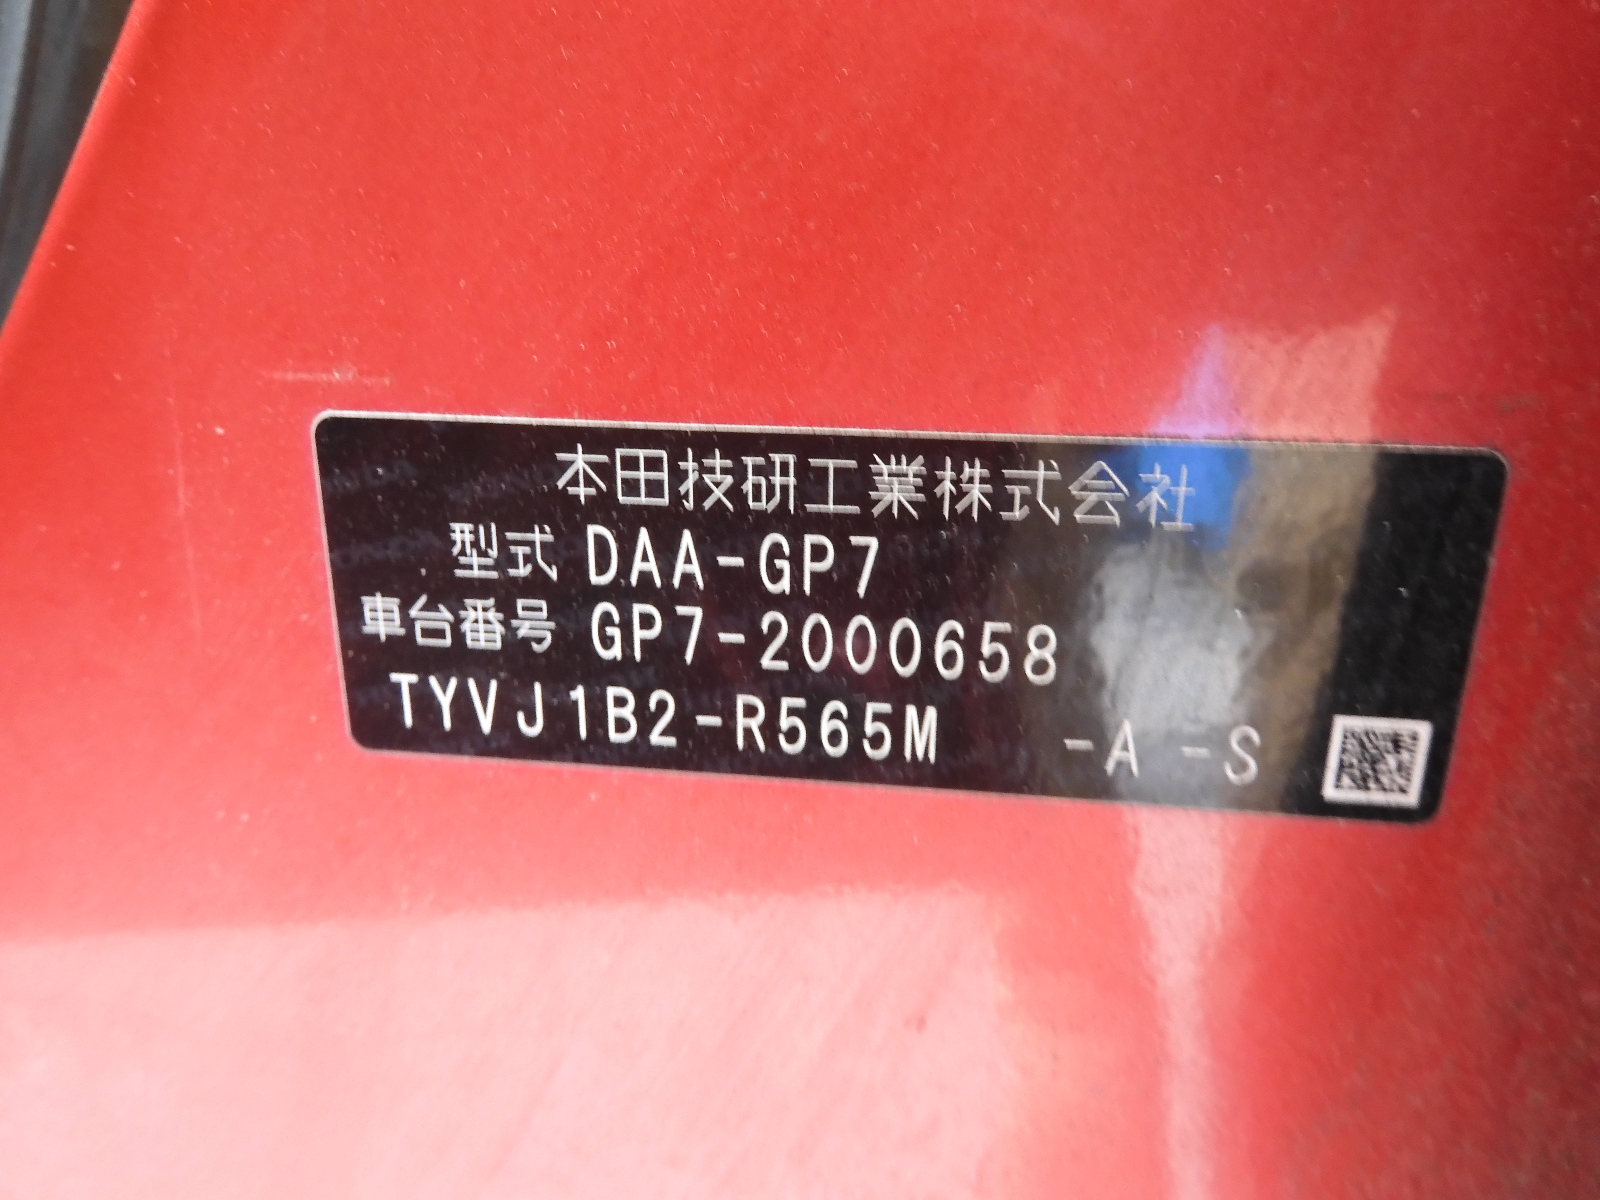 本田技研工業株式会社
型式 DAA-GP7
車台番号 GP7-2000658
TYVJ1B2-R565M -A -S